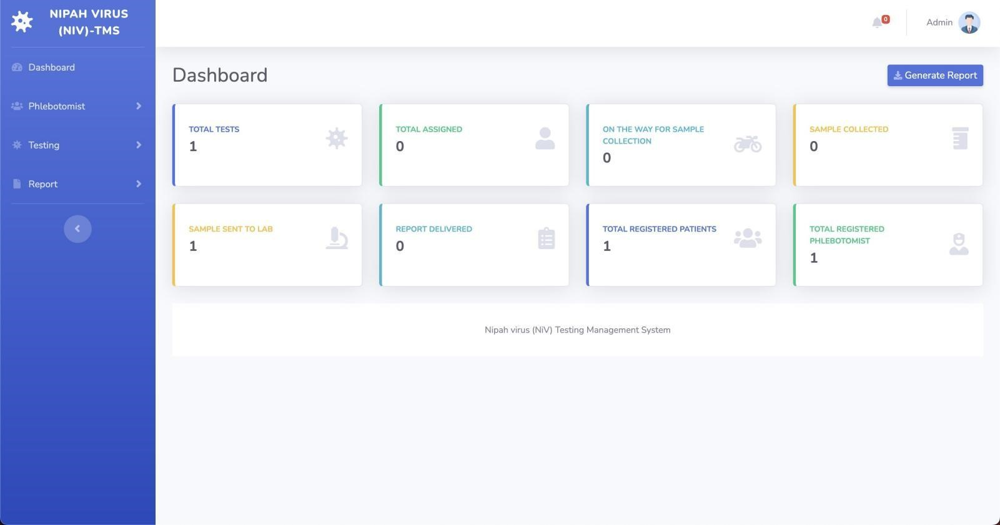 NIPAH VIRUS
(NIV)-TMS
0
Admin
Dashboard
Phlebotomist
Testing
Report
Dashboard
Generate Report
TOTAL TESTS
1
TOTAL ASSIGNED
0
ON THE WAY FOR SAMPLE
COLLECTION
0
SAMPLE COLLECTED
0
SAMPLE SENT TO LAB
1
REPORT DELIVERED
0
TOTAL REGISTERED PATIENTS
1
TOTAL REGISTERED
PHLEBOTOMIST
1
Nipah virus (NiV) Testing Management System